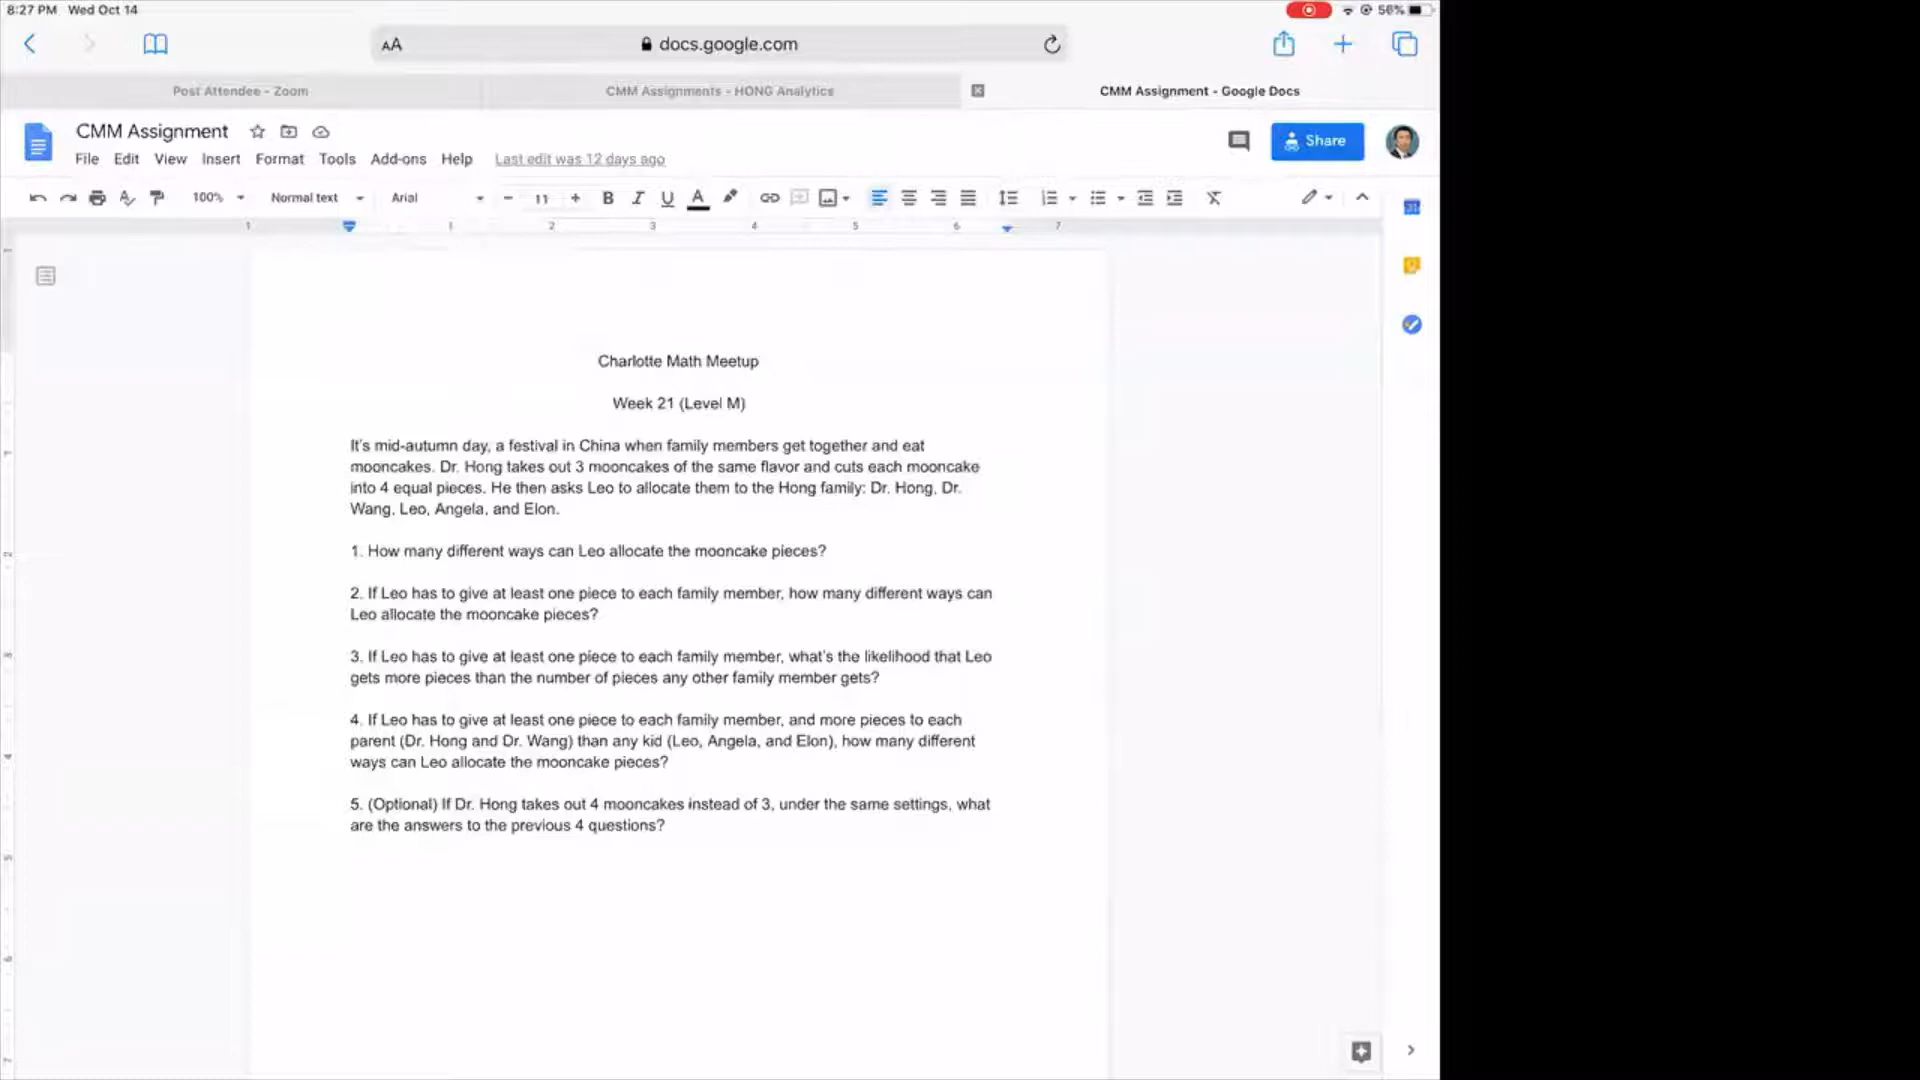 8:27 PM Wed Oct 14
56%
AA
docs.google.com
Post Attendee - Zoom
CMM Assignments - HONG Analytics
CMM Assignment - Google Docs
CMM Assignment
Share
File Edit View Insert Format Tools Add-ons Help Last edit was 12 days ago
100% Normal text Arial 11 B I U A
1 1 2 3 4 5 6 7
Charlotte Math Meetup
Week 21 (Level M)
It's mid-autumn day, a festival in China when family members get together and eat
mooncakes. Dr. Hong takes out 3 mooncakes of the same flavor and cuts each mooncake
into 4 equal pieces. He then asks Leo to allocate them to the Hong family: Dr. Hong, Dr.
Wang, Leo, Angela, and Elon.
1. How many different ways can Leo allocate the mooncake pieces?
2. If Leo has to give at least one piece to each family member, how many different ways can
Leo allocate the mooncake pieces?
3. If Leo has to give at least one piece to each family member, what's the likelihood that Leo
gets more pieces than the number of pieces any other family member gets?
4. If Leo has to give at least one piece to each family member, and more pieces to each
parent (Dr. Hong and Dr. Wang) than any kid (Leo, Angela, and Elon), how many different
ways can Leo allocate the mooncake pieces?
5. (Optional) If Dr. Hong takes out 4 mooncakes instead of 3, under the same settings, what
are the answers to the previous 4 questions?